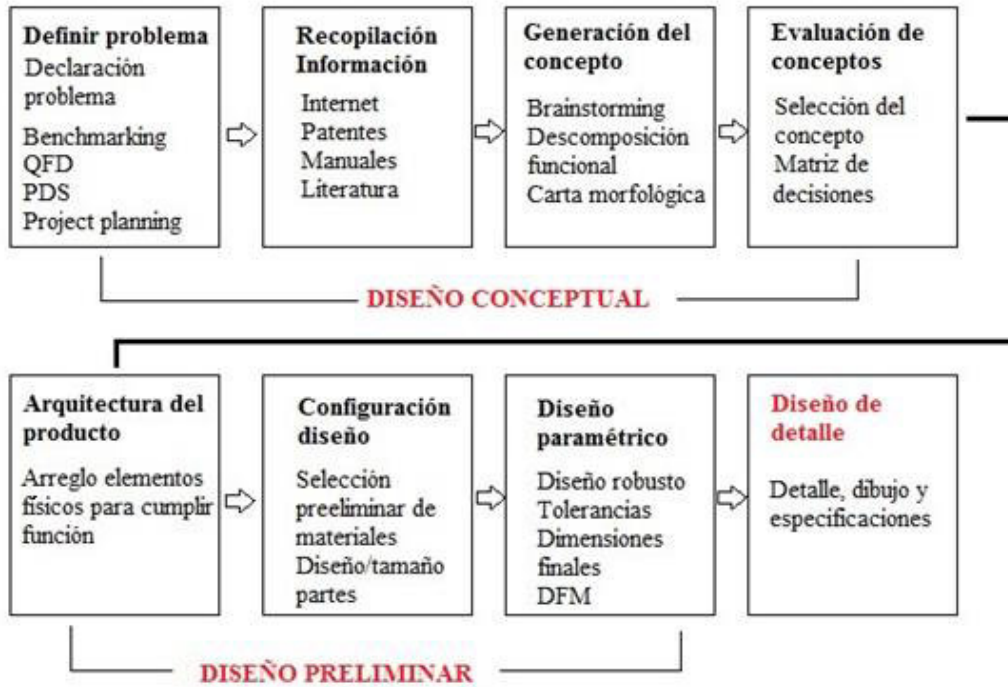 Definir problema
Declaración
problema
Benchmarking
QFD
PDS
Project planning
Recopilación
Información
Internet
Patentes
Manuales
Literatura
Generación del
concepto
Brainstorming
Descomposición
funcional
Carta morfológica
Evaluación de
conceptos
Selección del
concepto
Matriz de
decisiones
DISEÑO CONCEPTUAL
Arquitectura del
producto
Arreglo elementos
físicos para cumplir
función
Configuración
diseño
Selección
preeliminar de
materiales
Diseño/tamaño
partes
Diseño
paramétrico
Diseño robusto
Tolerancias
Dimensiones
finales
DFM
Diseño de
detalle
Detalle, dibujo y
especificaciones
DISEÑO PRELIMINAR